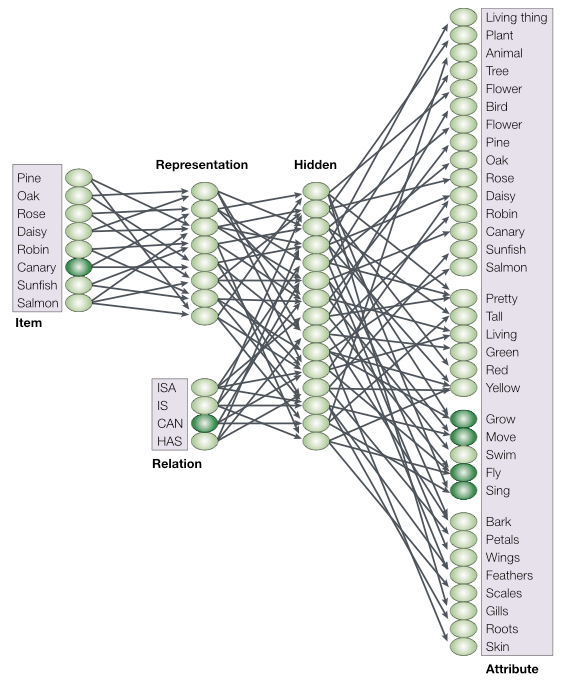 Representation
Hidden
Pine
Oak
Rose
Daisy
Robin
Canary
Sunfish
Salmon
Item
ISA
IS
CAN
HAS
Relation
Living thing
Plant
Animal
Tree
Flower
Bird
Flower
Pine
Oak
Rose
Daisy
Robin
Canary
Sunfish
Salmon
Pretty
Tall
Living
Green
Red
Yellow
Grow
Move
Swim
Fly
Sing
Bark
Petals
Wings
Feathers
Scales
Gills
Roots
Skin
Attribute